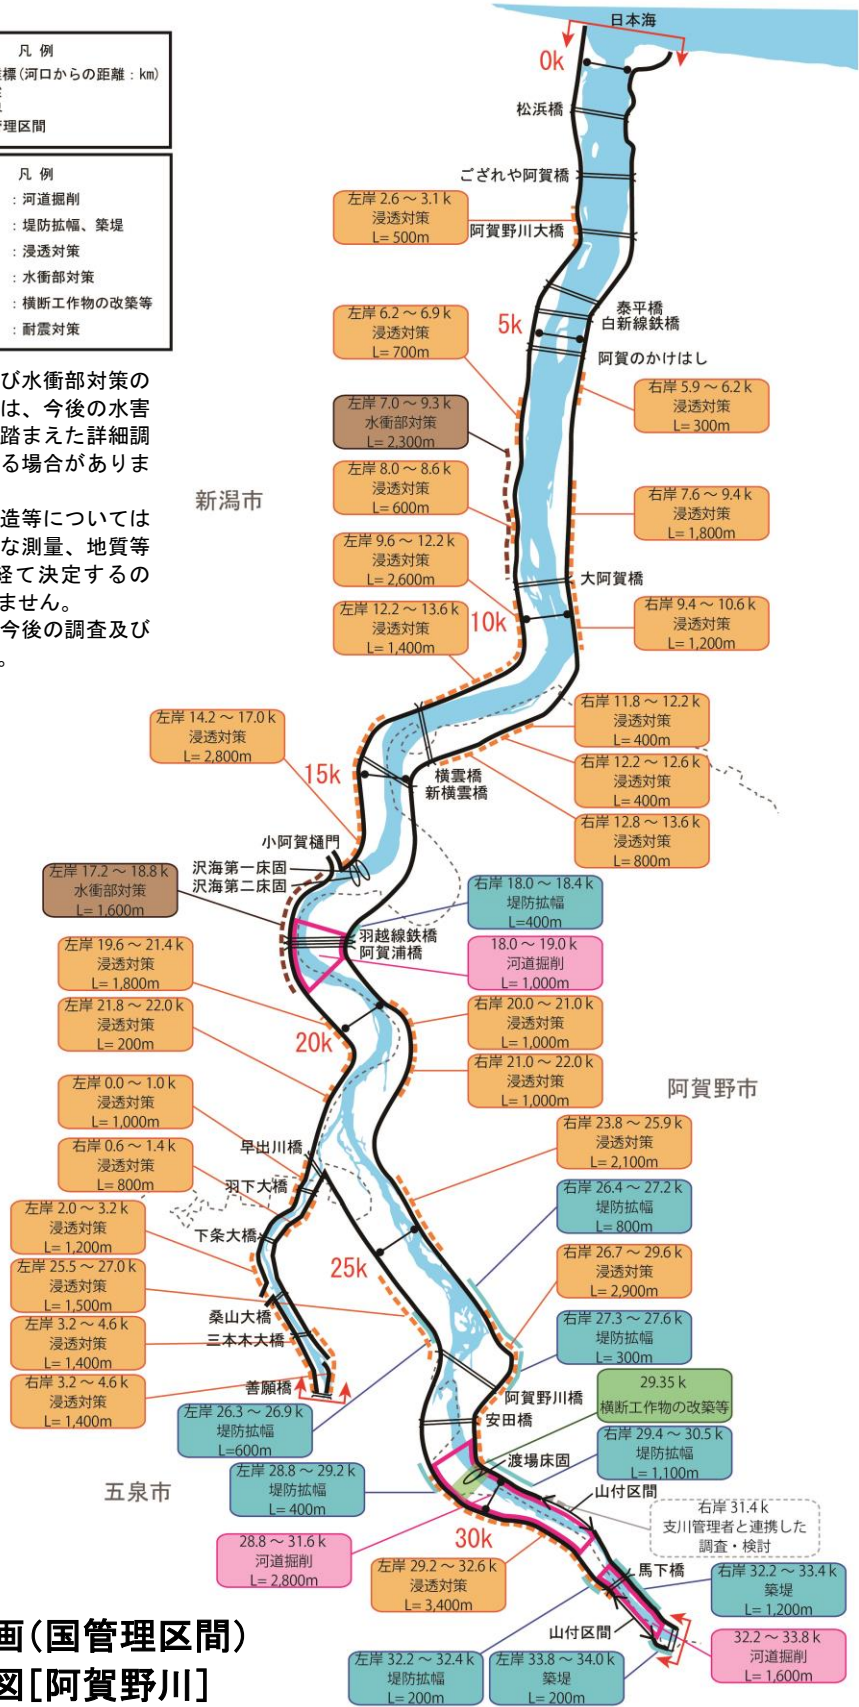 日本海
0k
凡 例
標(河口からの距離：km)
管理区間
凡 例
：河道掘削
：堤防拡幅、築堤
：浸透対策
：水衝部対策
：横断工作物の改築等
：耐震対策
び水衝部対策の
は、今後の水害
踏まえた詳細調
る場合がありま
造等については
な測量、地質等
経て決定するの
ません。
今後の調査及び
。
松浜橋
ござれや阿賀橋
左岸 2.6 ～ 3.1 k
浸透対策
L= 500m
阿賀野川大橋
泰平橋
白新線鉄橋
5k
左岸 6.2 ～ 6.9 k
浸透対策
L= 700m
阿賀のかけはし
右岸 5.9 ～ 6.2 k
浸透対策
L= 300m
左岸 7.0 ～ 9.3 k
水衝部対策
L= 2,300m
新潟市
左岸 8.0 ～ 8.6 k
浸透対策
L= 600m
右岸 7.6 ～ 9.4 k
浸透対策
L= 1,800m
左岸 9.6 ～ 12.2 k
浸透対策
L= 2,600m
大阿賀橋
10k
左岸 12.2 ～ 13.6 k
浸透対策
L= 1,400m
右岸 9.4 ～ 10.6 k
浸透対策
L= 1,200m
左岸 14.2 ～ 17.0 k
浸透対策
L= 2,800m
右岸 11.8 ～ 12.2 k
浸透対策
L= 400m
15k
横雲橋
新横雲橋
右岸 12.2 ～ 12.6 k
浸透対策
L= 400m
右岸 12.8 ～ 13.6 k
浸透対策
L= 800m
小阿賀樋門
沢海第一床固
沢海第二床固
左岸 17.2 ～ 18.8 k
水衝部対策
L= 1,600m
右岸 18.0 ～ 18.4 k
堤防拡幅
L=400m
羽越線鉄橋
阿賀浦橋
18.0 ～ 19.0 k
河道掘削
L= 1,000m
左岸 19.6 ～ 21.4 k
浸透対策
L= 1,800m
左岸 21.8 ～ 22.0 k
浸透対策
L= 200m
20k
右岸 20.0 ～ 21.0 k
浸透対策
L= 1,000m
右岸 21.0 ～ 22.0 k
浸透対策
L= 1,000m
阿賀野市
左岸 0.0 ～ 1.0 k
浸透対策
L= 1,000m
早出川橋
右岸 23.8 ～ 25.9 k
浸透対策
L= 2,100m
右岸 0.6 ～ 1.4 k
浸透対策
L= 800m
羽下大橋
右岸 26.4 ～ 27.2 k
堤防拡幅
L= 800m
左岸 2.0 ～ 3.2 k
浸透対策
L= 1,200m
下条大橋
25k
右岸 26.7 ～ 29.6 k
浸透対策
L= 2,900m
左岸 25.5 ～ 27.0 k
浸透対策
L= 1,500m
桑山大橋
三本木大橋
右岸 27.3 ～ 27.6 k
堤防拡幅
L= 300m
左岸 3.2 ～ 4.6 k
浸透対策
L= 1,400m
善願橋
右岸 3.2 ～ 4.6 k
浸透対策
L= 1,400m
29.35 k
横断工作物の改築等
阿賀野川橋
安田橋
左岸 26.3 ～ 26.9 k
堤防拡幅
L=600m
右岸 29.4 ～ 30.5 k
堤防拡幅
L= 1,100m
渡場床固
左岸 28.8 ～ 29.2 k
堤防拡幅
L= 400m
五泉市
山付区間
右岸 31.4 k
支川管理者と連携した
調査・検討
30k
28.8 ～ 31.6 k
河道掘削
L= 2,800m
左岸 29.2 ～ 32.6 k
浸透対策
L= 3,400m
馬下橋
右岸 32.2 ～ 33.4 k
築堤
L= 1,200m
山付区間
32.2 ～ 33.8 k
河道掘削
L= 1,600m
左岸 32.2 ～ 32.4 k
堤防拡幅
L= 200m
左岸 33.8 ～ 34.0 k
築堤
L= 200m
画(国管理区間)
図[阿賀野川]